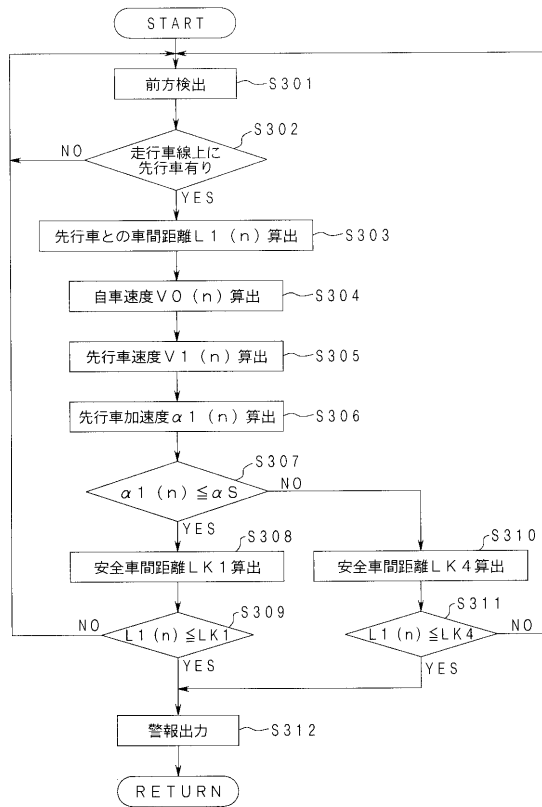 START
前方検出
S301
走行車線上に
先行車有り
S302
NO
YES
先行車との車間距離L1(n)算出
S303
自車速度V0(n)算出
S304
先行車速度V1(n)算出
S305
先行車加速度α1(n)算出
S306
α1(n)≦αS
S307
NO
YES
安全車間距離LK1算出
S308
安全車間距離LK4算出
S310
L1(n)≦LK1
S309
NO
YES
L1(n)≦LK4
S311
NO
YES
警報出力
S312
RETURN